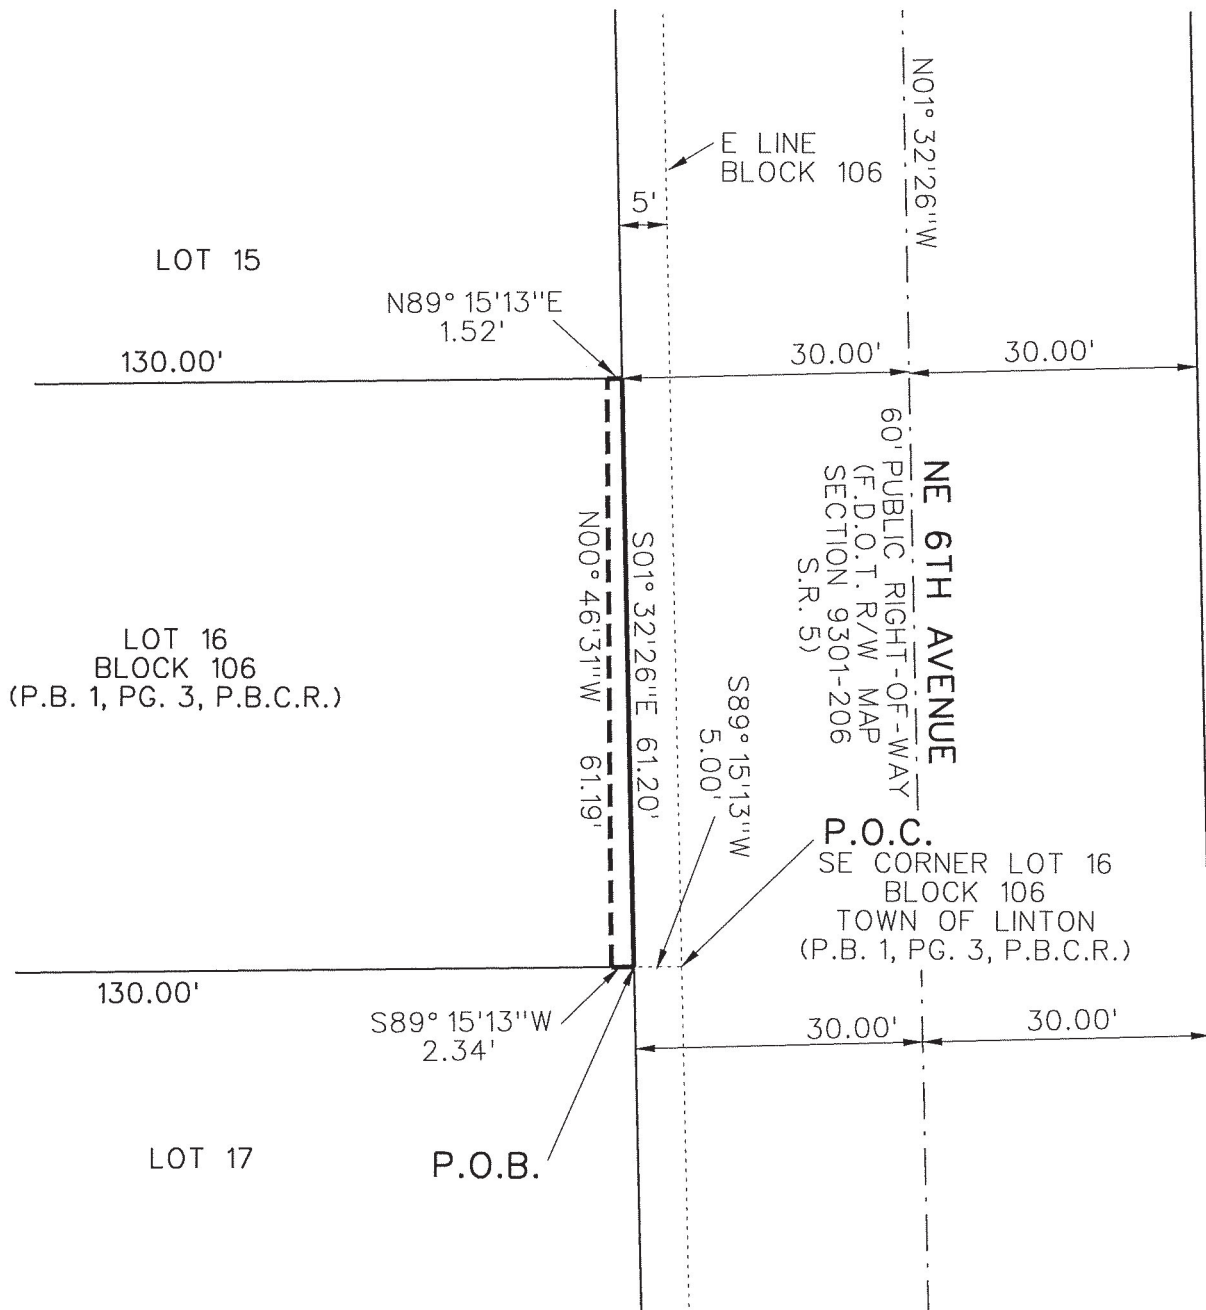 N01° 32'26"W
E LINE
BLOCK 106
5'
LOT 15
N89° 15'13"E
1.52'
130.00'
30.00'
30.00'
NE 6TH AVENUE
60' PUBLIC RIGHT-OF-WAY
(F.D.O.T. R/W MAP
SECTION 9301-206
S.R. 5)
S01° 32'26"E 61.20'
N00° 46'31"W 61.19'
LOT 16
BLOCK 106
(P.B. 1, PG. 3, P.B.C.R.)
S89° 15'13"W
5.00'
P.O.C.
SE CORNER LOT 16
BLOCK 106
TOWN OF LINTON
(P.B. 1, PG. 3, P.B.C.R.)
130.00'
S89° 15'13"W
2.34'
30.00'
30.00'
LOT 17
P.O.B.